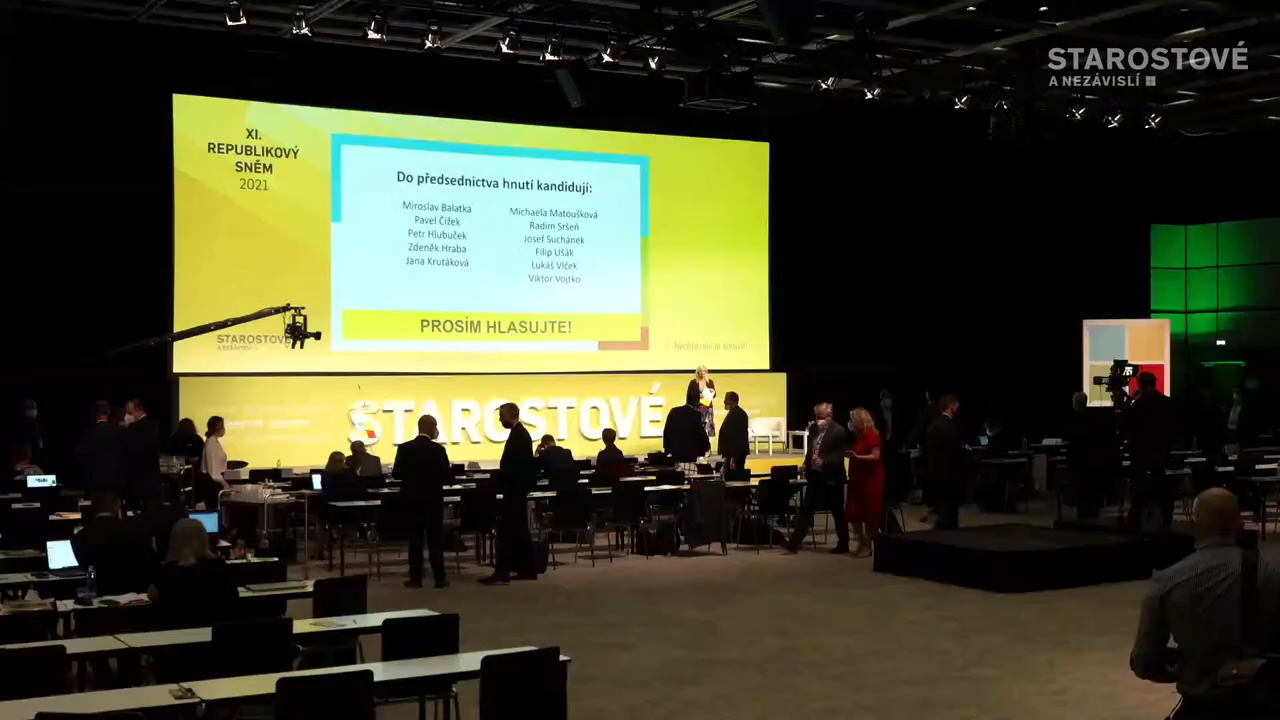 STAROSTOVÉ
A NEZÁVISLÍ
XI.
REPUBLIKOVÝ
SNĚM
2021
Do předsednictva hnutí kandidují:
Miroslav Balatka
Pavel Čížek
Petr Hlubuček
Zdeněk Hraba
Jana Krutáková
Michaela Matoušková
Radim Sršeň
Josef Suchánek
Filip Ušák
Lukáš Vlček
Viktor Vojtko
PROSÍM HLASUJTE!
STAROSTOVÉ
STAROSTOVÉ